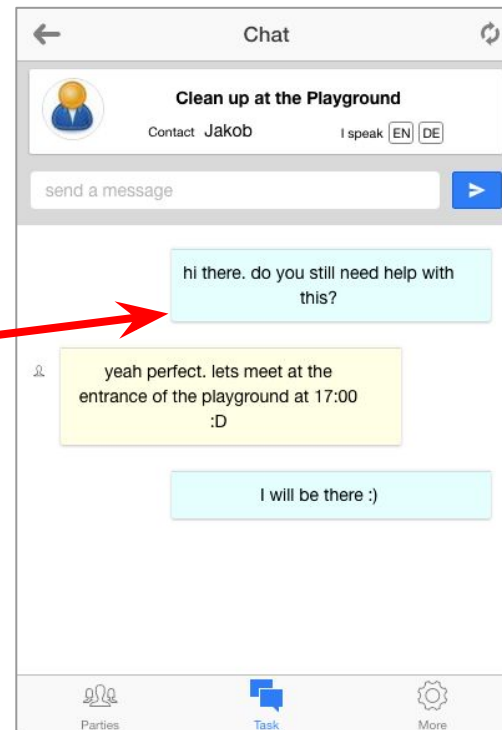 Chat
Clean up at the Playground
Contact Jakob I speak EN DE
send a message
hi there. do you still need help with
this?
yeah perfect. lets meet at the
entrance of the playground at 17:00
:D
I will be there :)
Parties Task More